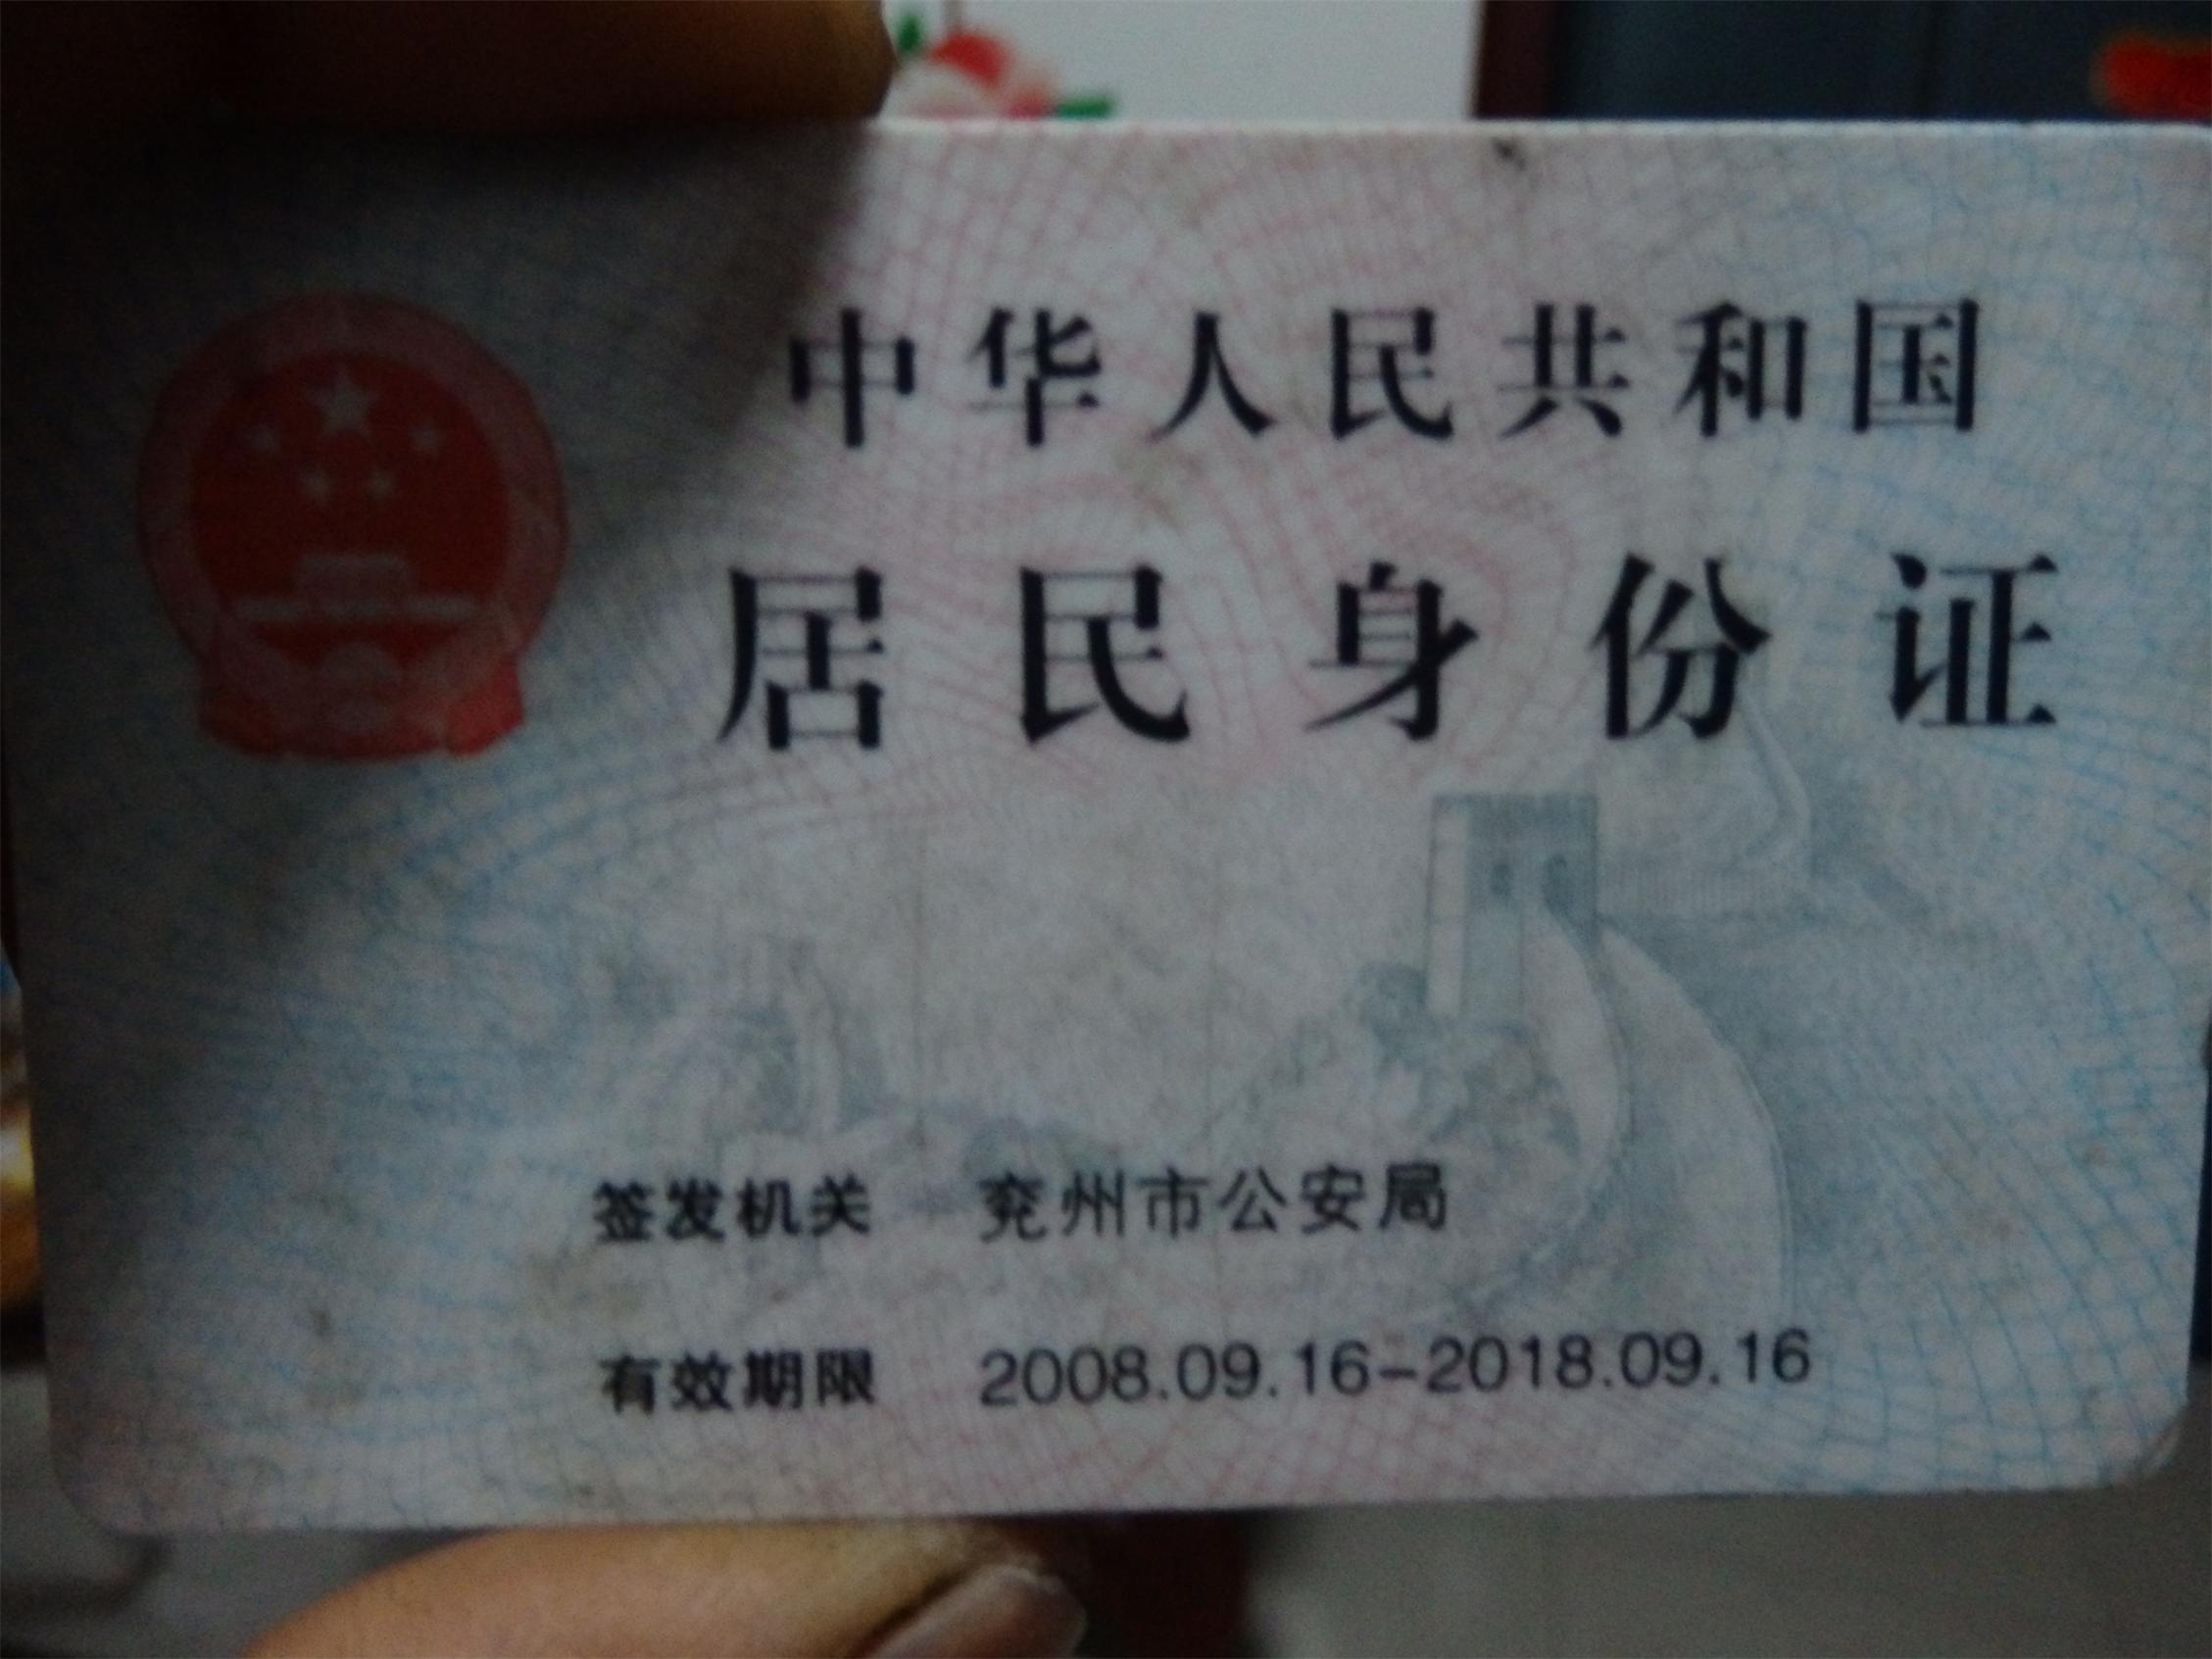 中华人民共和国
居民身份证
签发机关 兖州市公安局
有效期限 2008.09.16-2018.09.16